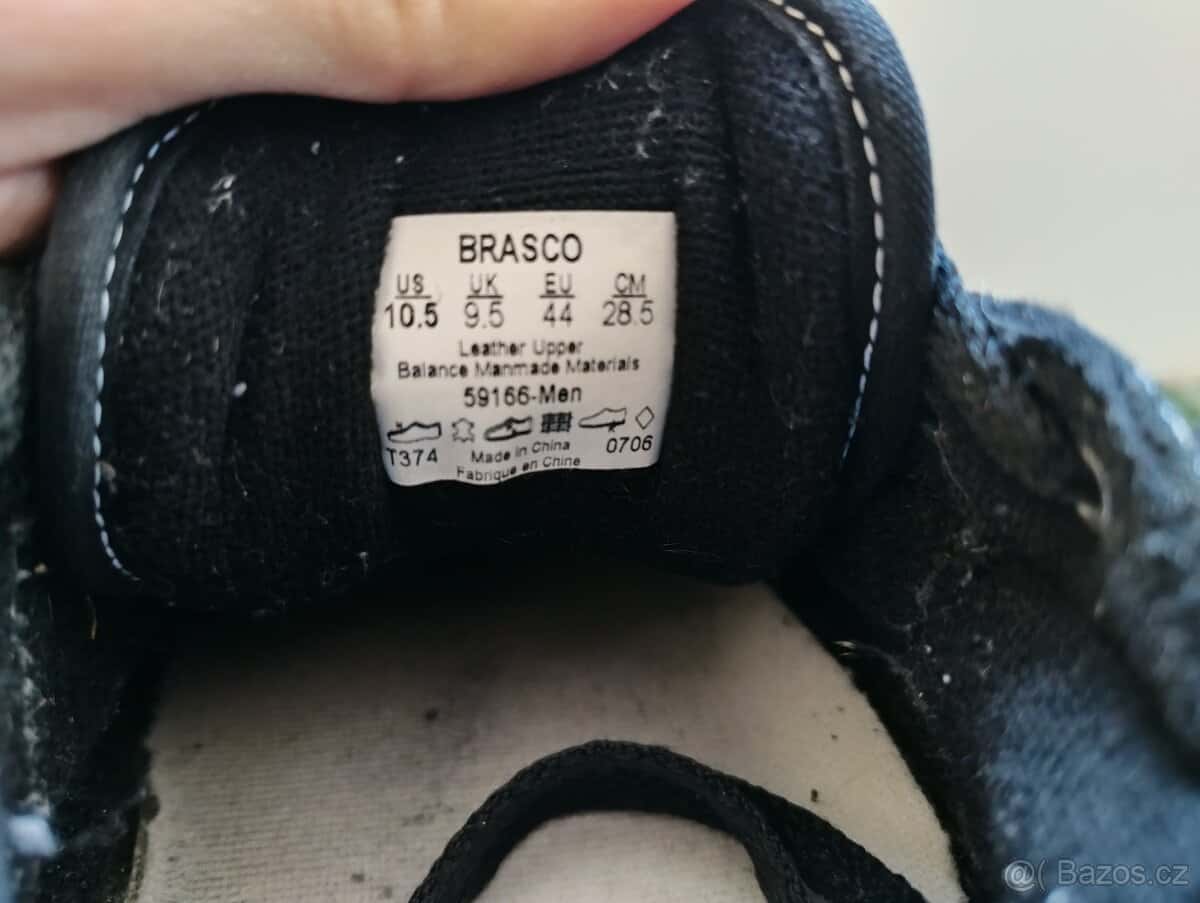 BRASCO
US UK EU CM
10.5 9.5 44 28.5
Leather Upper
Balance Manmade Materials
59166-Men
T374 Made in China 0706
Fabriqué en Chine
@( Bazos.cz